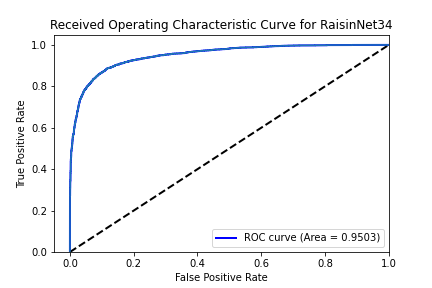 Received Operating Characteristic Curve for RaisinNet34
1.0
0.8
0.6
0.4
0.2
0.0
True Positive Rate
ROC curve (Area = 0.9503)
0.0 0.2 0.4 0.6 0.8 1.0
False Positive Rate